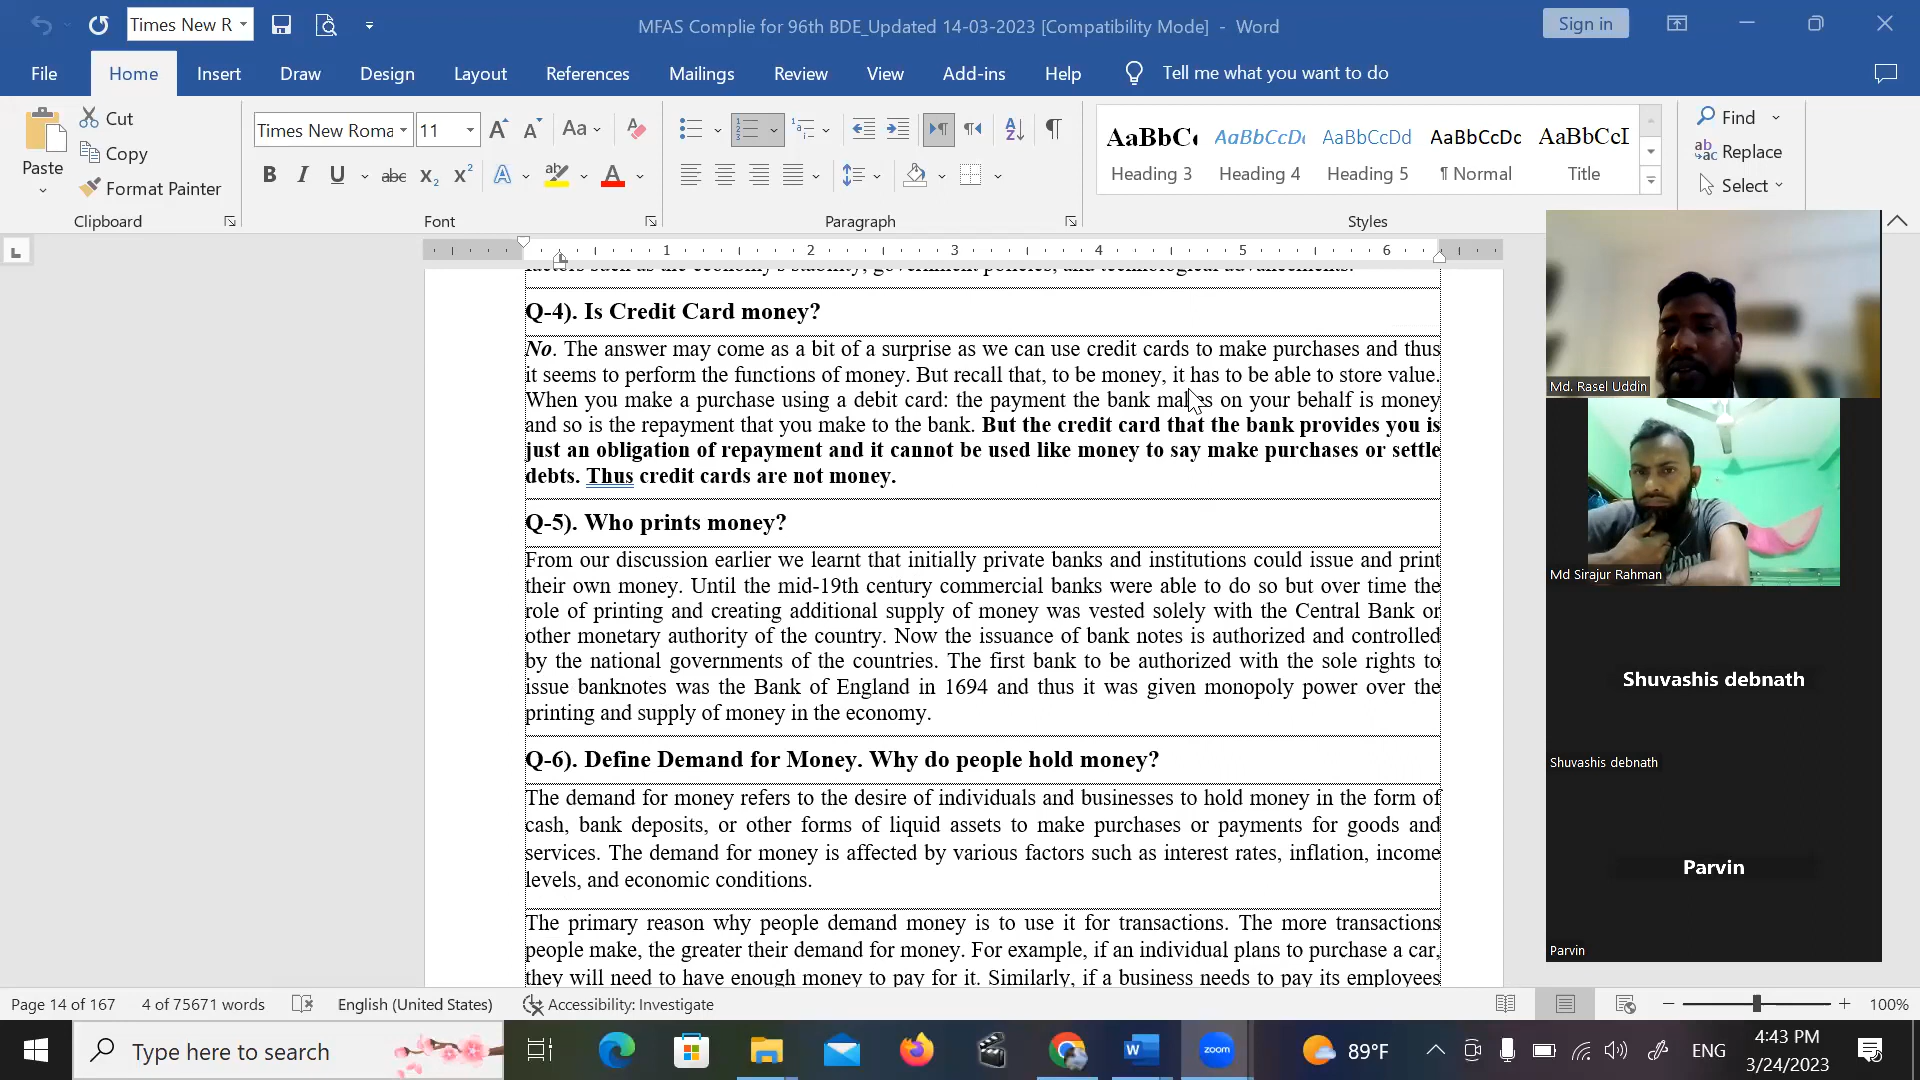 Times New R
MFAS Complie for 96th BDE_Updated 14-03-2023 [Compatibility Mode] - Word
Sign in
File Home Insert Draw Design Layout References Mailings Review View Add-ins Help Tell me what you want to do
Paste
Cut
Copy
Format Painter
Clipboard
Times New Roma 11
Font
Paragraph
AaBbC AaBbCcD AaBbCcDd AaBbCcDc AaBbCcI
Heading 3 Heading 4 Heading 5 ¶ Normal Title
Styles
Find
Replace
Select
1 2 3 4 5 6
factors such as the economy's stability, government policies, and technological advancements.
Q-4). Is Credit Card money?
No. The answer may come as a bit of a surprise as we can use credit cards to make purchases and thus
it seems to perform the functions of money. But recall that, to be money, it has to be able to store value.
When you make a purchase using a debit card: the payment the bank makes on your behalf is money
and so is the repayment that you make to the bank. But the credit card that the bank provides you is
just an obligation of repayment and it cannot be used like money to say make purchases or settle
debts. Thus credit cards are not money.
Q-5). Who prints money?
From our discussion earlier we learnt that initially private banks and institutions could issue and print
their own money. Until the mid-19th century commercial banks were able to do so but over time the
role of printing and creating additional supply of money was vested solely with the Central Bank or
other monetary authority of the country. Now the issuance of bank notes is authorized and controlled
by the national governments of the countries. The first bank to be authorized with the sole rights to
issue banknotes was the Bank of England in 1694 and thus it was given monopoly power over the
printing and supply of money in the economy.
Q-6). Define Demand for Money. Why do people hold money?
The demand for money refers to the desire of individuals and businesses to hold money in the form of
cash, bank deposits, or other forms of liquid assets to make purchases or payments for goods and
services. The demand for money is affected by various factors such as interest rates, inflation, income
levels, and economic conditions.
The primary reason why people demand money is to use it for transactions. The more transactions
people make, the greater their demand for money. For example, if an individual plans to purchase a car,
they will need to have enough money to pay for it. Similarly, if a business needs to pay its employees
Md. Rasel Uddin
Md Sirajur Rahman
Shuvashis debnath
Shuvashis debnath
Parvin
Parvin
Page 14 of 167 4 of 75671 words English (United States) Accessibility: Investigate 100%
Type here to search
zoom
89°F
ENG
4:43 PM
3/24/2023